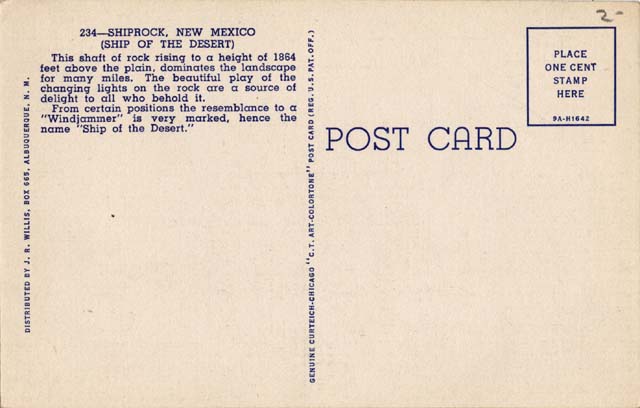 234—SHIPROCK, NEW MEXICO
(SHIP OF THE DESERT)
This shaft of rock rising to a height of 1864
feet above the plain, dominates the landscape
for many miles. The beautiful play of the
changing lights on the rock are a source of
delight to all who behold it.
From certain positions the resemblance to a
"Windjammer" is very marked, hence the
name "Ship of the Desert."
DISTRIBUTED BY J. R. WILLIS, BOX 665, ALBUQUERQUE, N. M.
GENUINE CURTEICH-CHICAGO "C.T. ART-COLORTONE" POST CARD (REG. U.S. PAT. OFF.)
POST CARD
2-
PLACE
ONE CENT
STAMP
HERE
9A-H1642